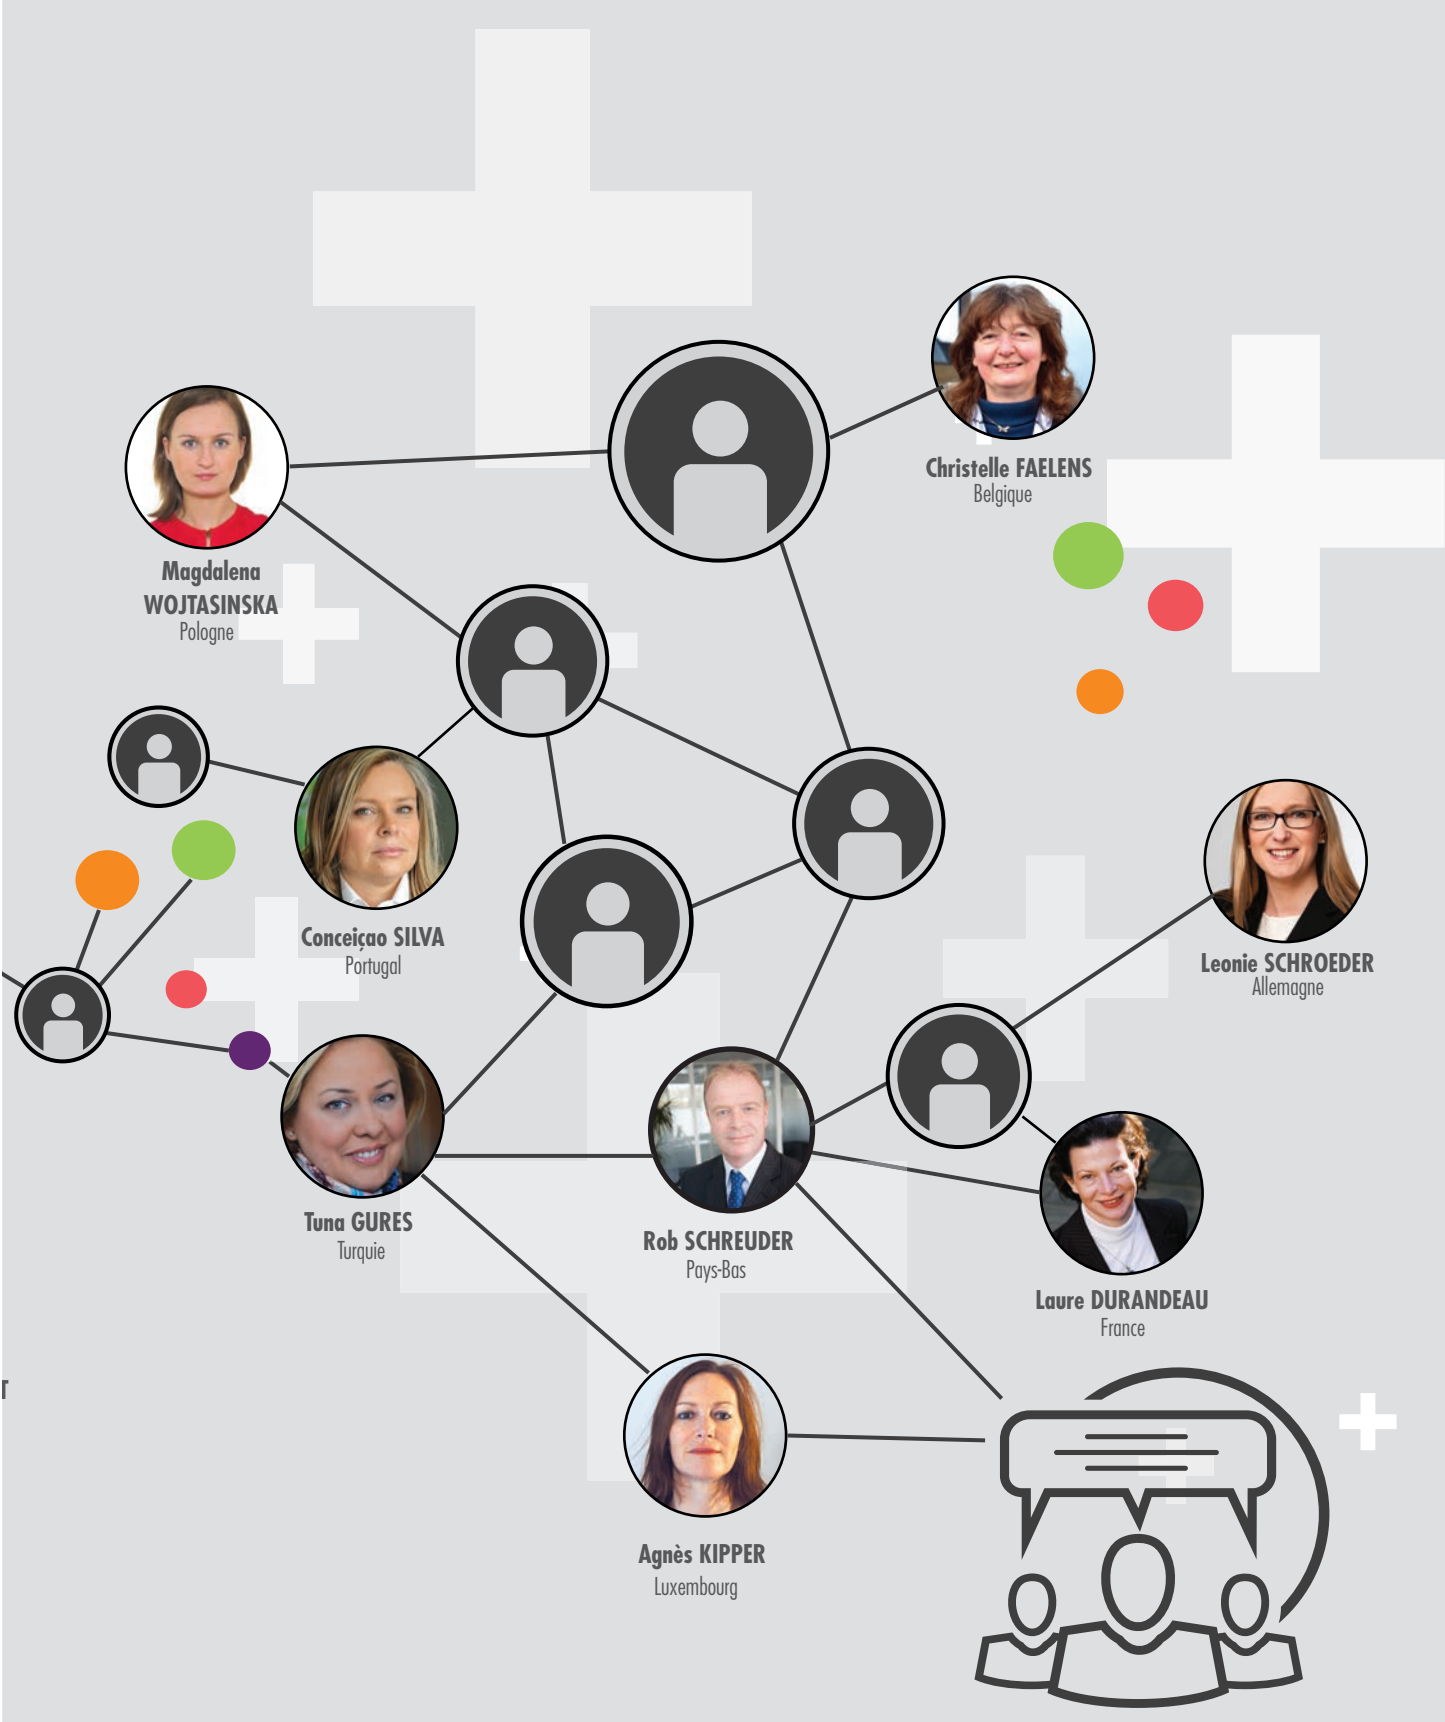 Christelle FAELENS
Belgique
Magdalena
WOJTASINSKA
Pologne
Conceiçao SILVA
Portugal
Leonie SCHROEDER
Allemagne
Tuna GURES
Turquie
Rob SCHREUDER
Pays-Bas
Laure DURANDEAU
France
T
Agnès KIPPER
Luxembourg